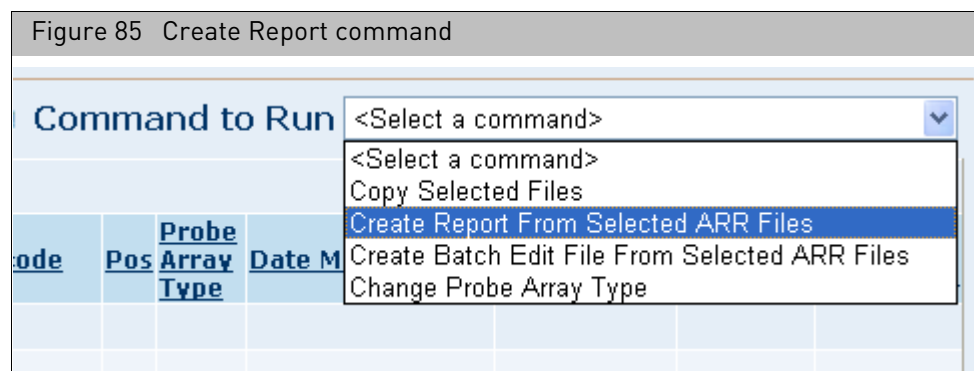 Figure 85 Create Report command
Command to Run <Select a command>
<Select a command>
Copy Selected Files
Create Report From Selected ARR Files
Create Batch Edit File From Selected ARR Files
Change Probe Array Type
Pos
Probe
Array
Type
Date